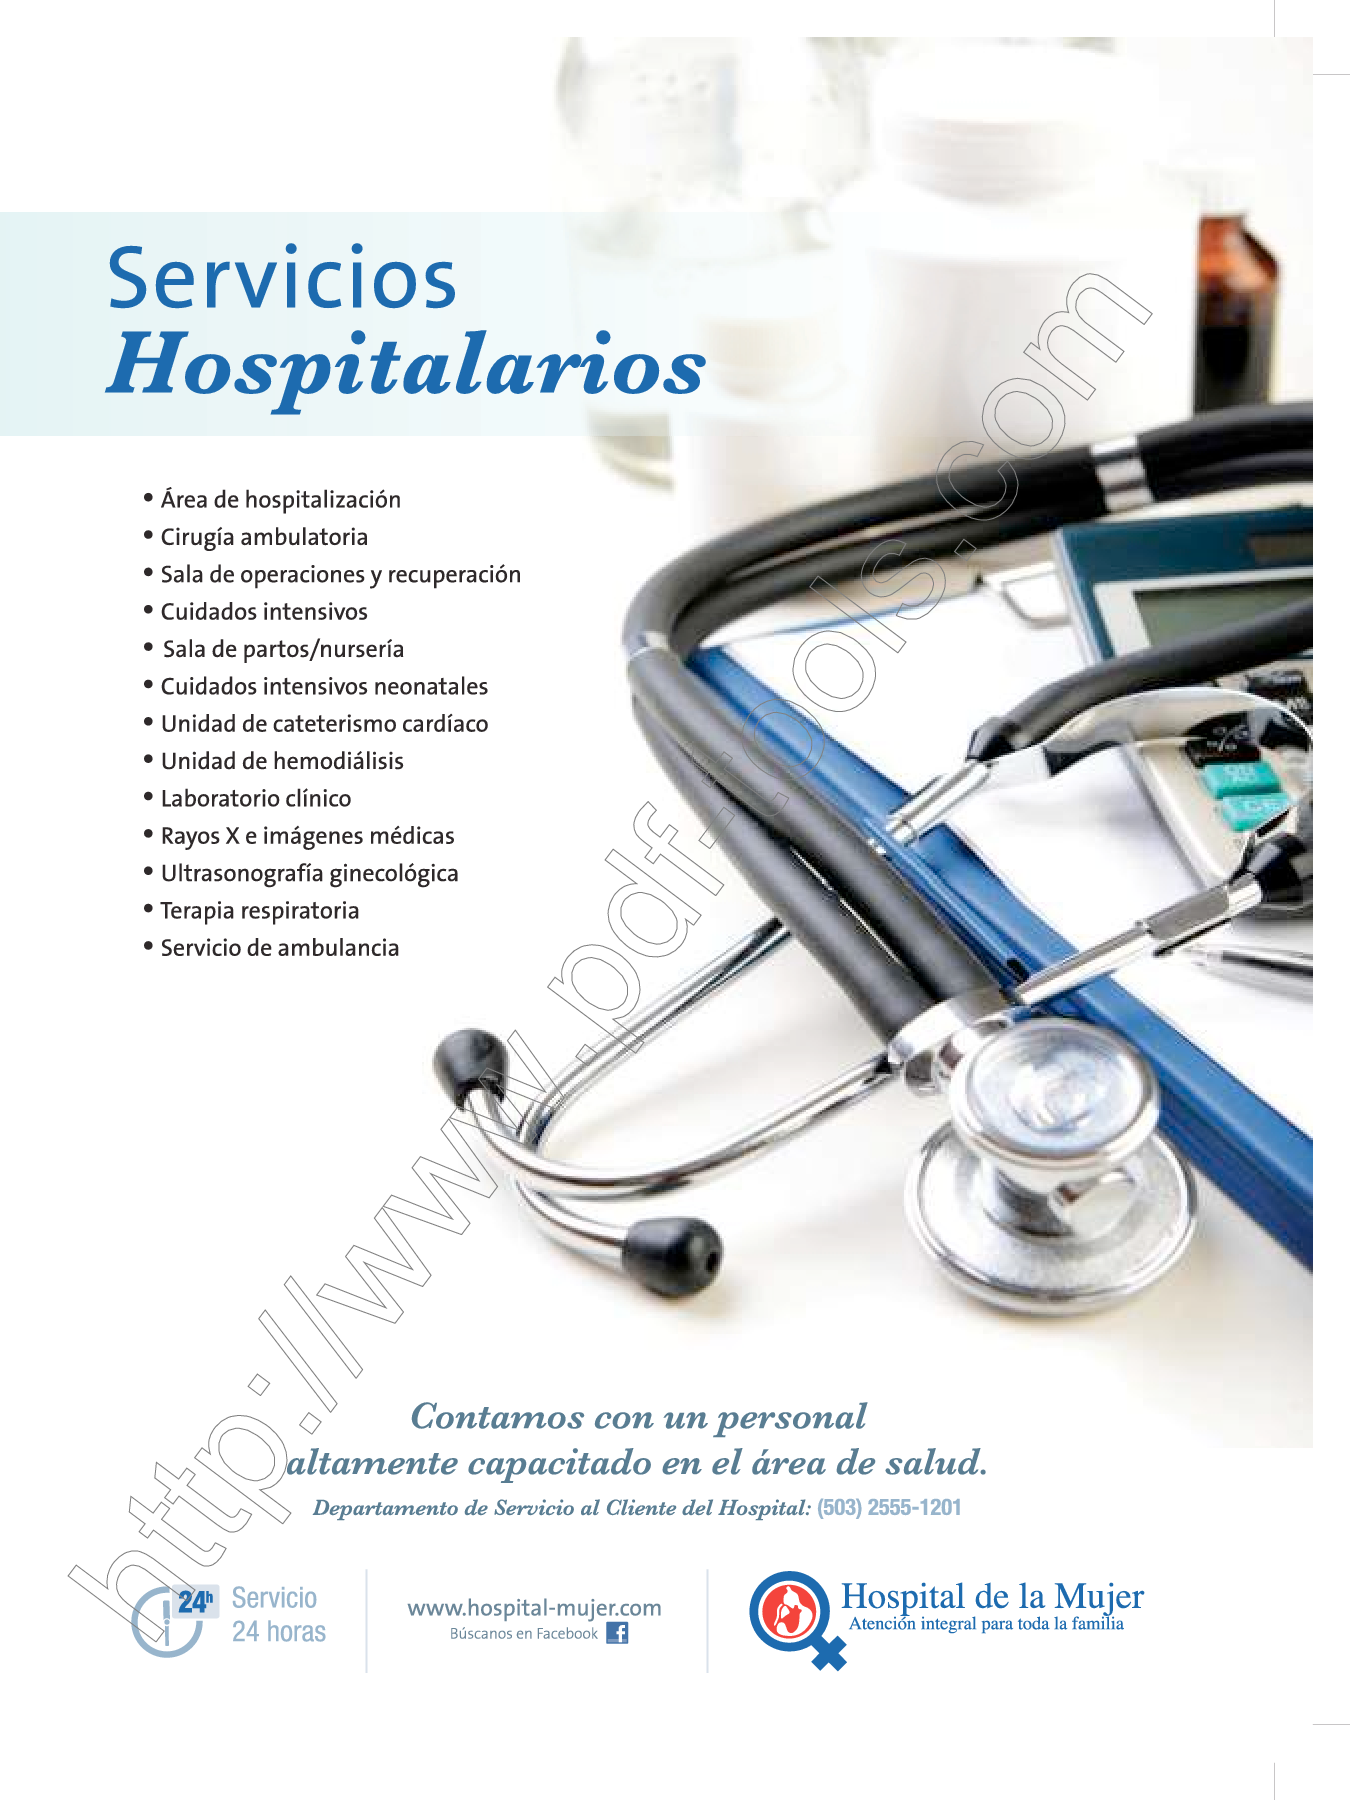 Servicios
Hospitalarios
• Área de hospitalización
• Cirugía ambulatoria
• Sala de operaciones y recuperación
• Cuidados intensivos
• Sala de partos/nursería
• Cuidados intensivos neonatales
• Unidad de cateterismo cardíaco
• Unidad de hemodiálisis
• Laboratorio clínico
• Rayos X e imágenes médicas
• Ultrasonografía ginecológica
• Terapia respiratoria
• Servicio de ambulancia
http://www.pdf-tools.com
Contamos con un personal
altamente capacitado en el área de salud.
Departamento de Servicio al Cliente del Hospital: (503) 2555-1201
24h
Servicio
24 horas
www.hospital-mujer.com
Búscanos en Facebook f
Hospital de la Mujer
Atención integral para toda la familia